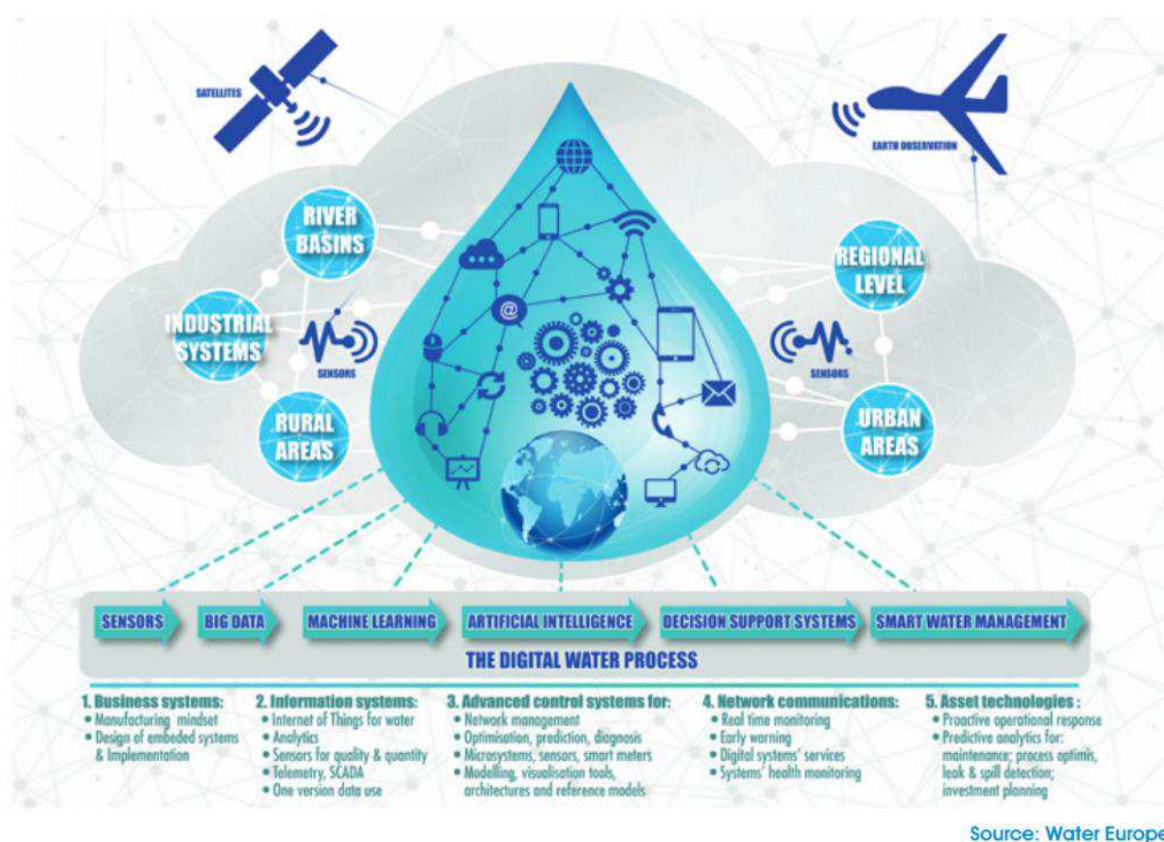 SATELLITES
EARTH OBSERVATION
RIVER
BASINS
REGIONAL
LEVEL
INDUSTRIAL
SYSTEMS
SENSORS
SENSORS
@
RURAL
AREAS
URBAN
AREAS
SENSORS
BIG DATA
MACHINE LEARNING
ARTIFICIAL INTELLIGENCE
DECISION SUPPORT SYSTEMS
SMART WATER MANAGEMENT
THE DIGITAL WATER PROCESS
1. Business systems:
• Manufacturing mindset
• Design of embeded systems
& Implementation
2. Information systems:
• Internet of Things for water
• Analytics
• Sensors for quality & quantity
• Telemetry, SCADA
• One version data use
3. Advanced control systems for:
• Network management
• Optimisation, prediction, diagnosis
• Microsystems, sensors, smart meters
• Modelling, visualisation tools,
architectures and reference models
4. Network communications:
• Real time monitoring
• Early warning
• Digital systems' services
• Systems' health monitoring
5. Asset technologies :
• Proactive operational response
• Predictive analytics for:
maintenance; process optimis,
leak & spill detection;
investment planning
Source: Water Europe